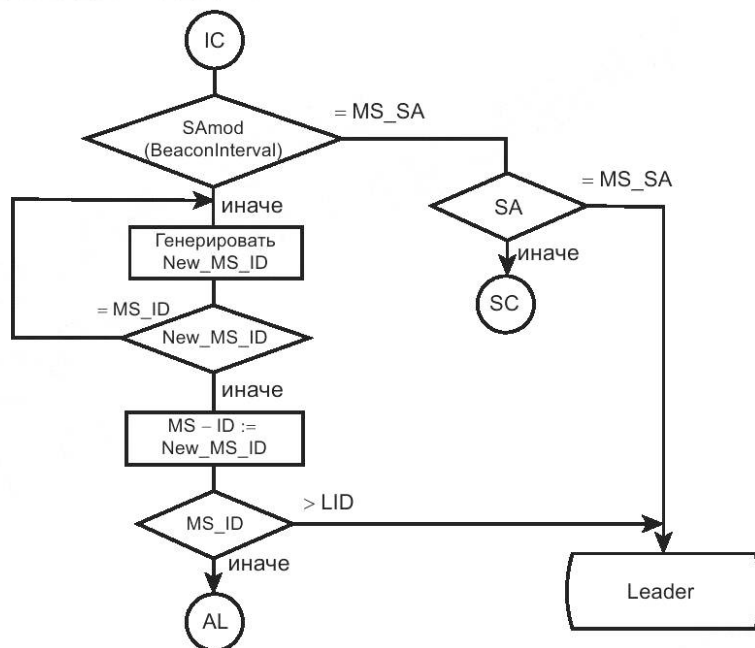 IC
SAmod
(BeaconInterval)
= MS_SA
иначе
SA
= MS_SA
иначе
SC
Генерировать
New_MS_ID
= MS_ID
New_MS_ID
иначе
MS – ID :=
New_MS_ID
MS_ID
> LID
иначе
AL
Leader